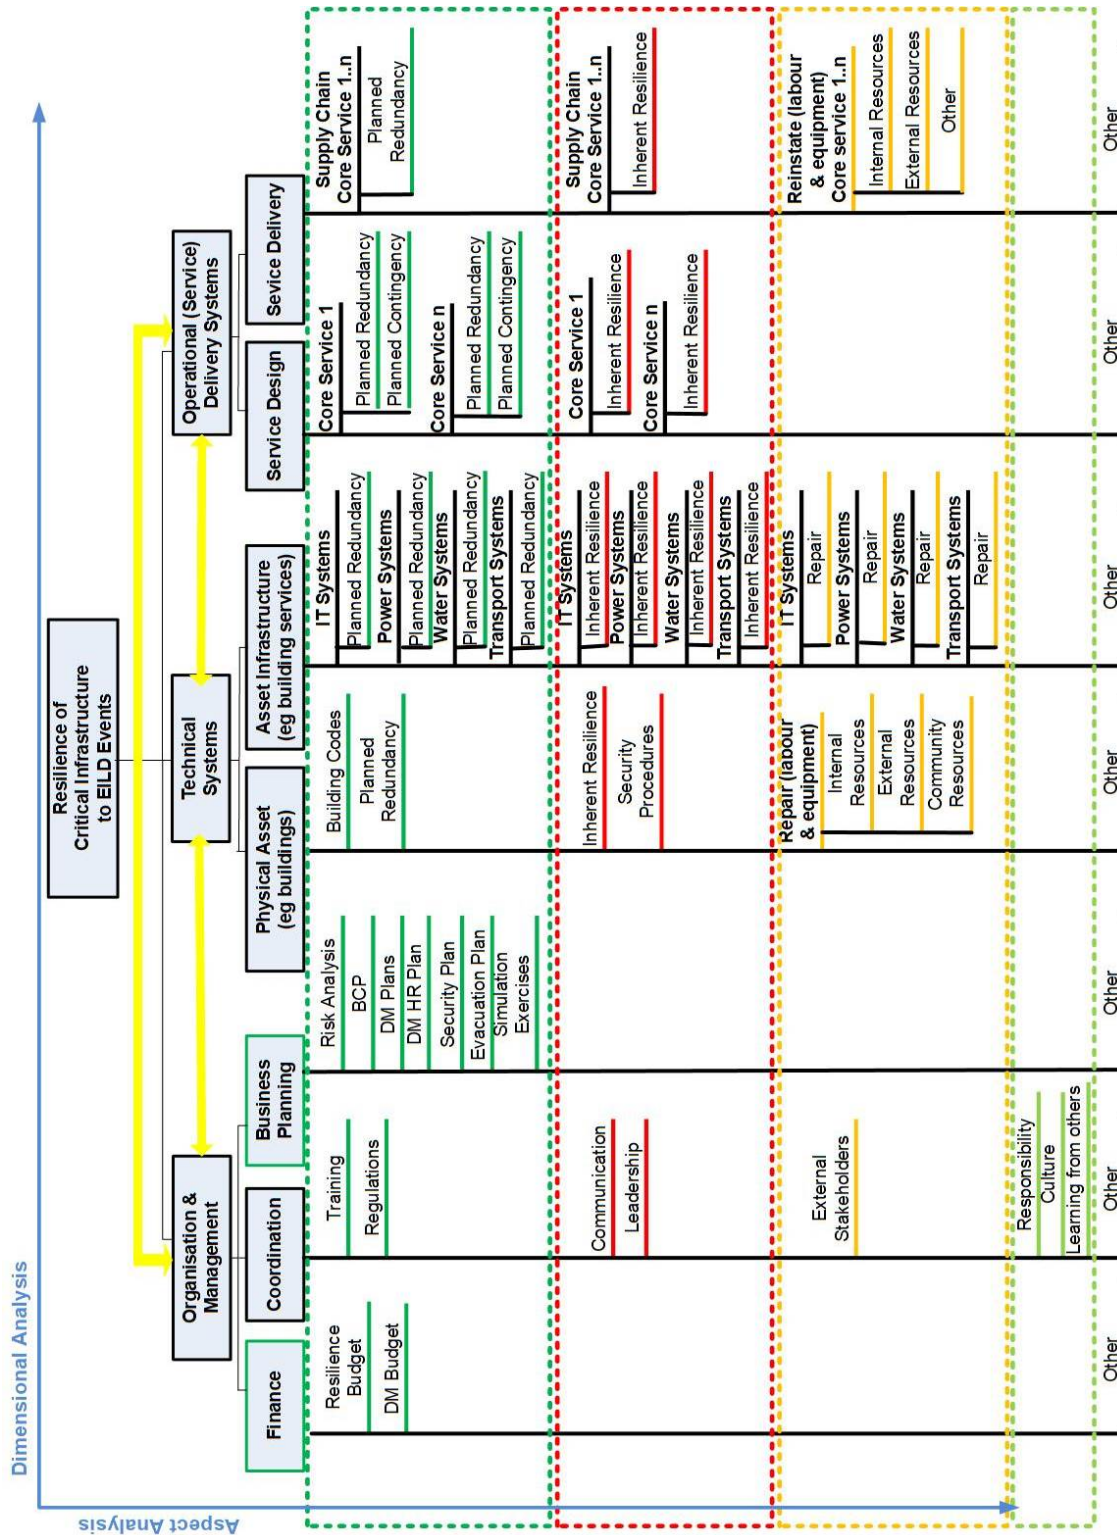 Dimensional Analysis
Aspect Analysis
Resilience of
Critical Infrastructure
to EILD Events
Organisation &
Management
Technical
Systems
Operational (Service)
Delivery Systems
Finance
Coordination
Business
Planning
Physical Asset
(eg buildings)
Asset Infrastructure
(eg building services)
Service Design
Sevice Delivery
Resilience
Budget
DM Budget
Training
Regulations
Risk Analysis
BCP
DM Plans
DM HR Plan
Security Plan
Evacuation Plan
Simulation
Exercises
Building Codes
Planned
Redundancy
IT Systems
Planned Redundancy
Power Systems
Planned Redundancy
Water Systems
Planned Redundancy
Transport Systems
Planned Redundancy
Core Service 1
Planned Redundancy
Planned Contingency
Core Service n
Planned Redundancy
Planned Contingency
Supply Chain
Core Service 1..n
Planned
Redundancy
Communication
Leadership
Inherent Resilience
Security
Procedures
IT Systems
Inherent Resilience
Power Systems
Inherent Resilience
Water Systems
Inherent Resilience
Transport Systems
Inherent Resilience
Core Service 1
Inherent Resilience
Core Service n
Inherent Resilience
Supply Chain
Core Service 1..n
Inherent Resilience
External
Stakeholders
Repair (labour
& equipment)
Internal
Resources
External
Resources
Community
Resources
IT Systems
Repair
Power Systems
Repair
Water Systems
Repair
Transport Systems
Repair
Reinstate (labour
& equipment)
Core service 1..n
Internal Resources
External Resources
Other
Responsibility
Culture
Learning from others
Other
Other
Other
Other
Other
Other
Other